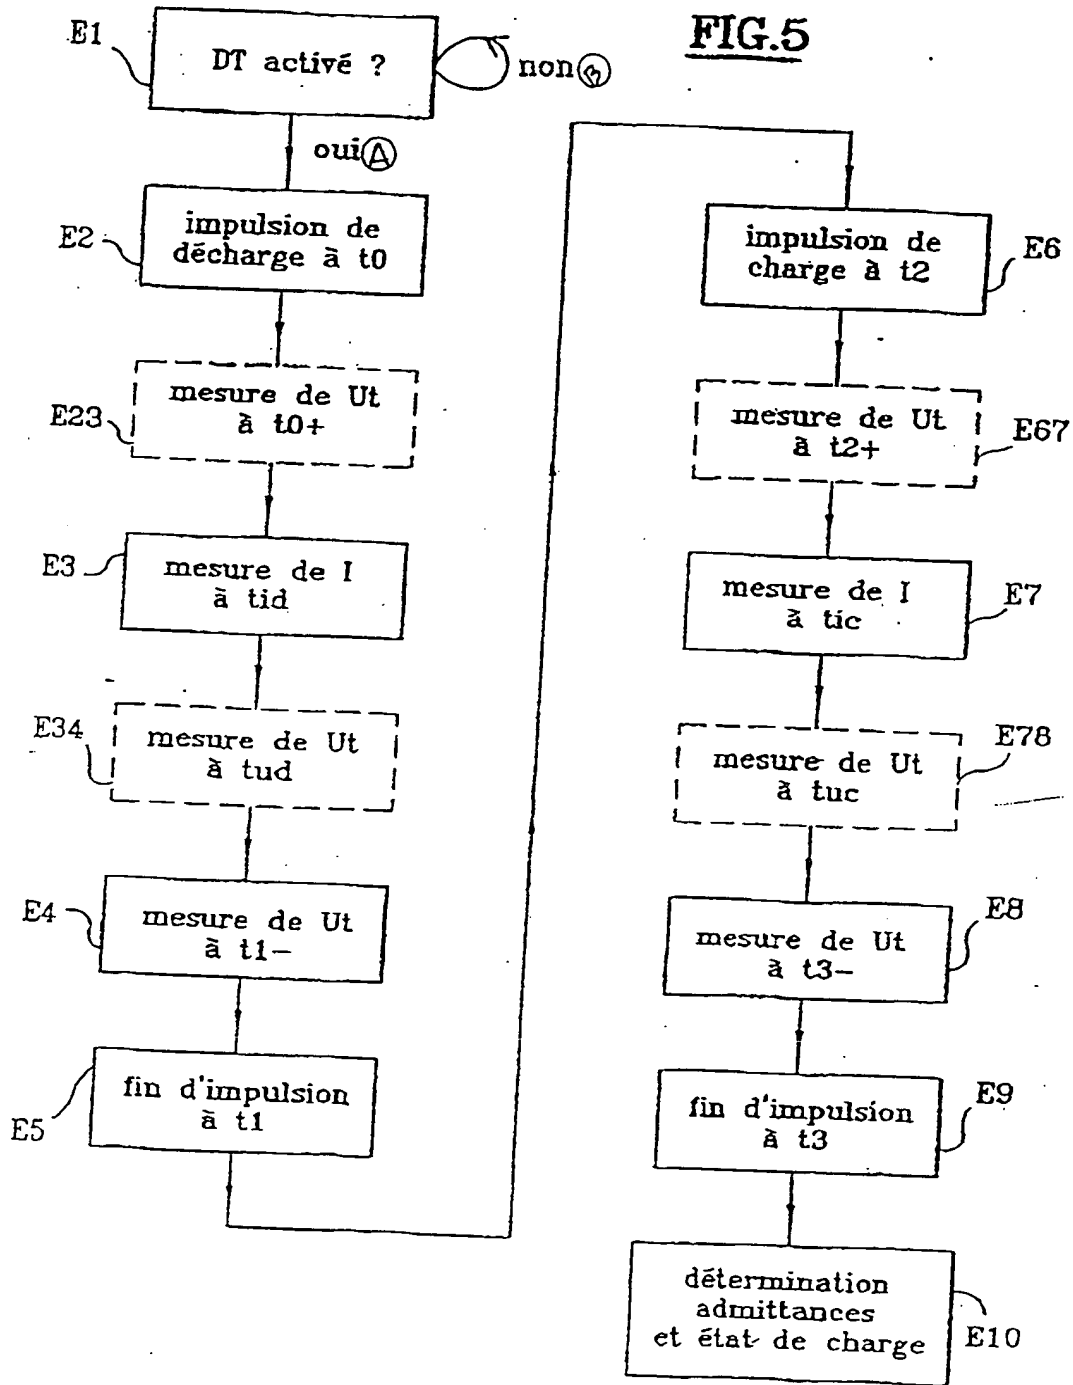 FIG.5
E1
DT activé ?
non B
oui A
E2
impulsion de
décharge à t0
E23
mesure de Ut
à t0+
E3
mesure de I
à tid
E34
mesure de Ut
à tud
E4
mesure de Ut
à t1-
E5
fin d'impulsion
à t1
impulsion de
charge à t2
E6
mesure de Ut
à t2+
E67
mesure de I
à tic
E7
mesure de Ut
à tuc
E78
mesure de Ut
à t3-
E8
fin d'impulsion
à t3
E9
détermination
admittances
et état de charge
E10